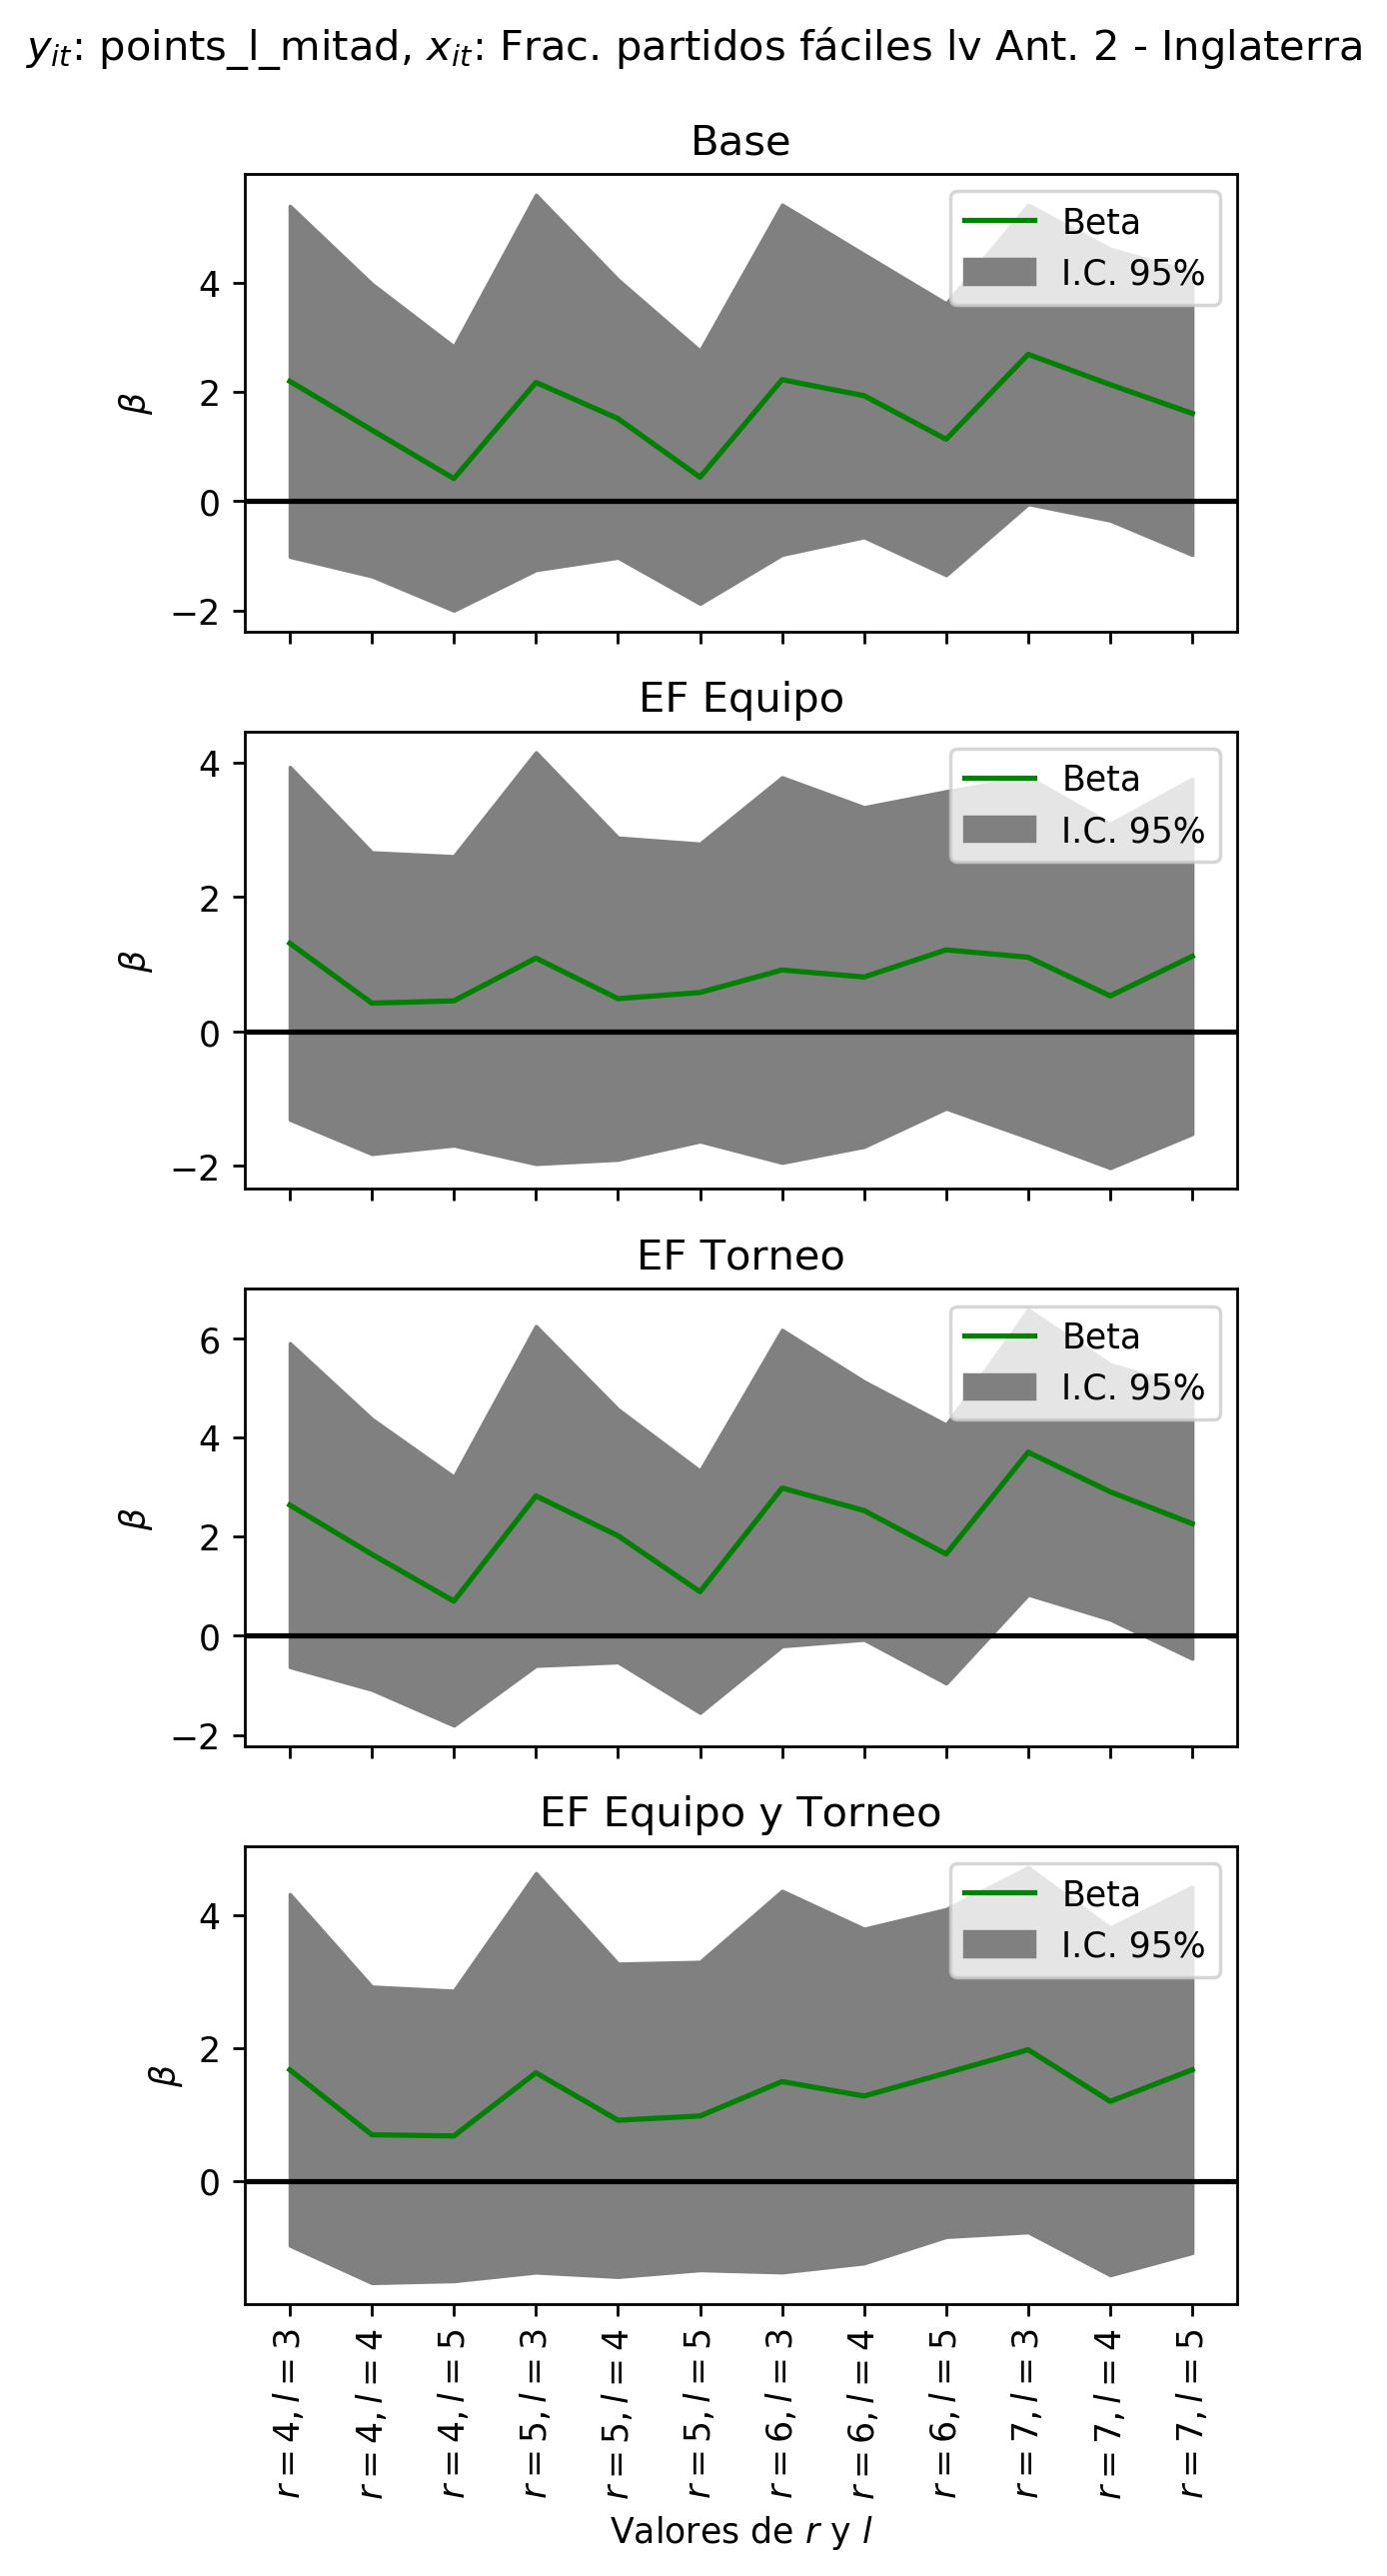 y_it: points_l_mitad, x_it: Frac. partidos fáciles lv Ant. 2 - Inglaterra
Base
Beta
I.C. 95%
4
2
0
−2
β
EF Equipo
Beta
I.C. 95%
4
2
0
−2
β
EF Torneo
Beta
I.C. 95%
6
4
2
0
−2
β
EF Equipo y Torneo
Beta
I.C. 95%
4
2
0
β
r = 4, l = 3
r = 4, l = 4
r = 4, l = 5
r = 5, l = 3
r = 5, l = 4
r = 5, l = 5
r = 6, l = 3
r = 6, l = 4
r = 6, l = 5
r = 7, l = 3
r = 7, l = 4
r = 7, l = 5
Valores de r y l